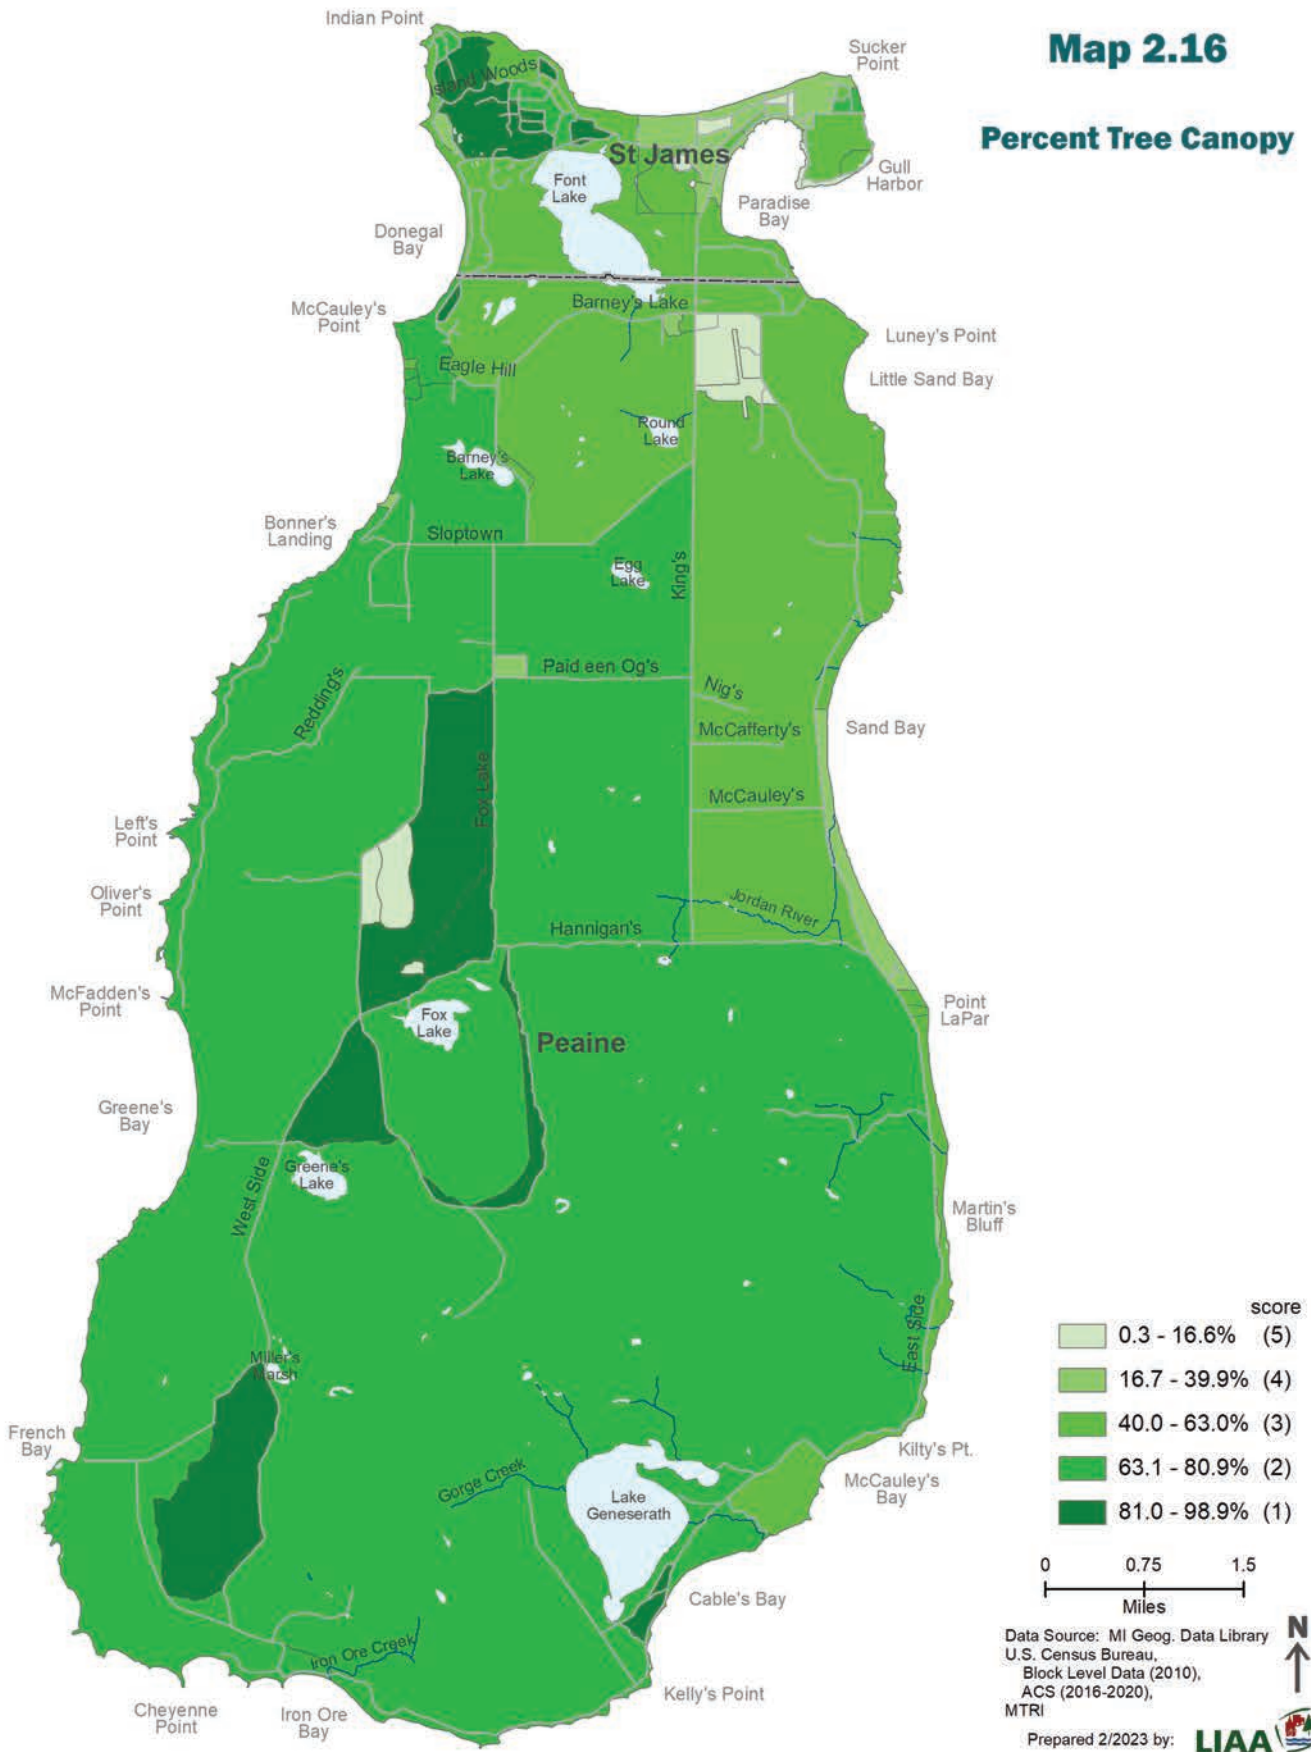 Indian Point
Map 2.16
Sucker
Point
Percent Tree Canopy
Island Woods
St James
Font
Lake
Gull
Harbor
Paradise
Bay
Donegal
Bay
McCauley's
Point
Barney's Lake
Luney's Point
Eagle Hill
Little Sand Bay
Round
Lake
Barney's
Lake
Bonner's
Landing
Sloptown
Egg
Lake
King's
Paid een Og's
Redding's
Nig's
McCafferty's
Sand Bay
Fox Lake
McCauley's
Left's
Point
Oliver's
Point
Jordan River
Hannigan's
McFadden's
Point
Point
LaPar
Fox
Lake
Peaine
Greene's
Bay
Greene's
Lake
West Side
Martin's
Bluff
East Side
Miller's
Marsh
score
0.3 - 16.6% (5)
16.7 - 39.9% (4)
40.0 - 63.0% (3)
63.1 - 80.9% (2)
81.0 - 98.9% (1)
French
Bay
Kilty's Pt.
McCauley's
Bay
Gorge Creek
Lake
Geneserath
0 0.75 1.5
Miles
Cable's Bay
Data Source: MI Geog. Data Library
U.S. Census Bureau,
Block Level Data (2010),
ACS (2016-2020),
MTRI
N
Iron Ore Creek
Kelly's Point
Cheyenne
Point
Iron Ore
Bay
Prepared 2/2023 by:
LIAA